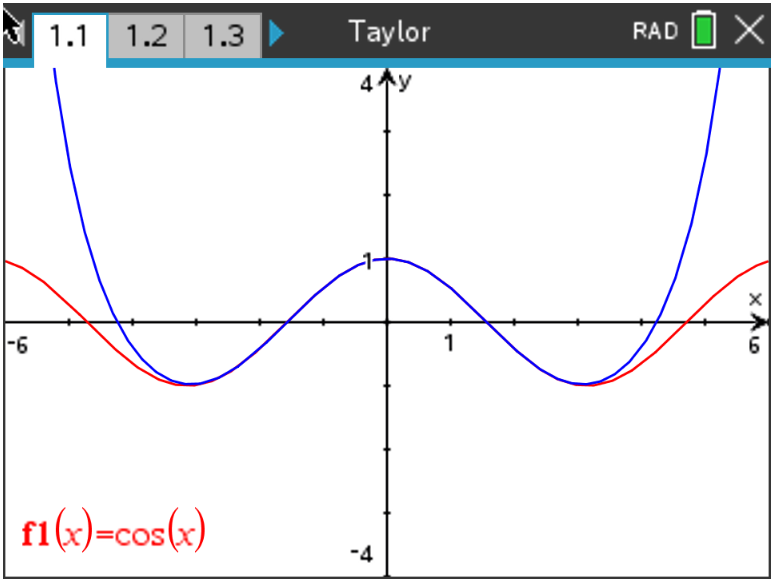 1.1 1.2 1.3 Taylor RAD
4 y
1
x
-6 1 6
f1(x)=cos(x)
-4